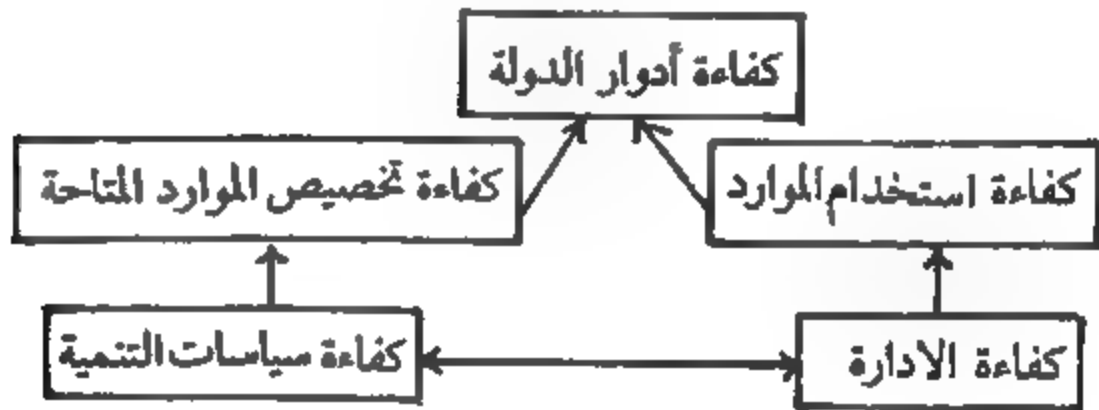 كفاءة أدوار الدولة
كفاءة استخدام الموارد
كفاءة تخصيص الموارد المتاحة
كفاءة الادارة
كفاءة سياسات التنمية